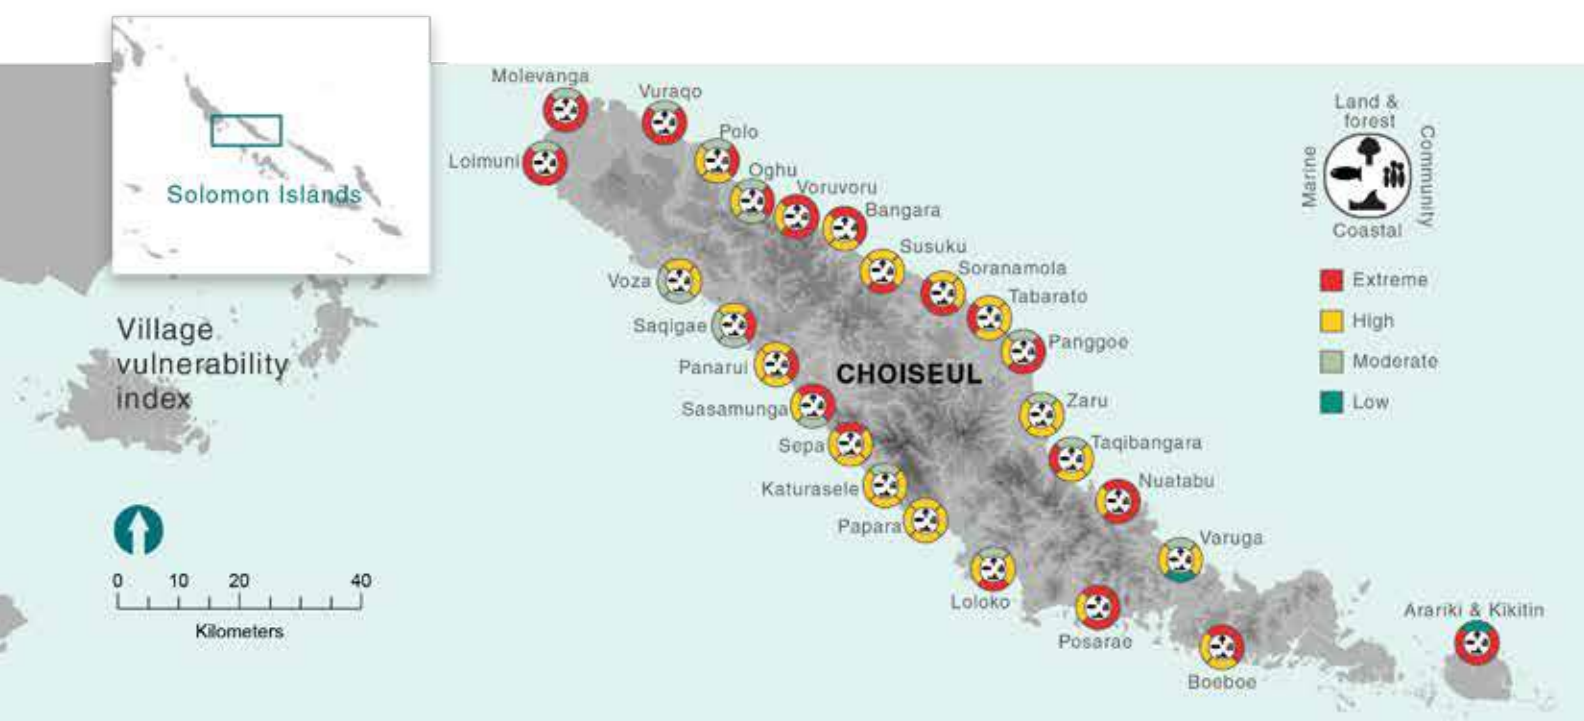 Solomon Islands
Village
vulnerability
index
0 10 20 40
Kilometers
Molevanga
Vuraqo
Loimuni
Polo
Oghu
Voruvoru
Bangara
Susuku
Voza
Soranamola
Saqigae
Tabarato
Panggoe
Panarui
CHOISEUL
Sasamunga
Zaru
Sepa
Taqibangara
Katurasele
Nuatabu
Papara
Varuga
Loloko
Posarae
Boeboe
Arariki & Kikitin
Land &
forest
Marine
Community
Coastal
Extreme
High
Moderate
Low